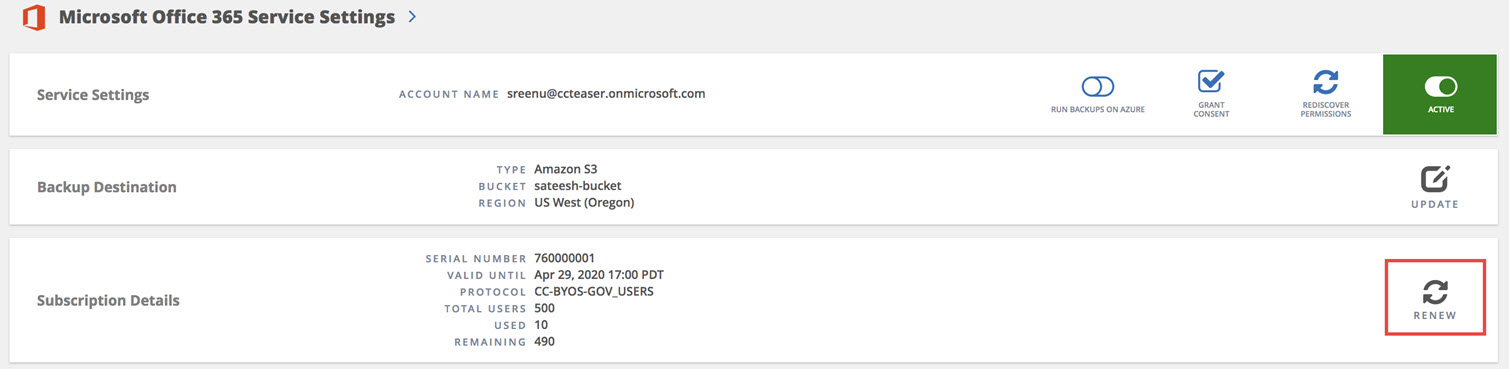 Microsoft Office 365 Service Settings >
Service Settings
ACCOUNT NAME sreenu@ccteaser.onmicrosoft.com
RUN BACKUPS ON AZURE
GRANT
CONSENT
REDISCOVER
PERMISSIONS
ACTIVE
Backup Destination
TYPE Amazon S3
BUCKET sateesh-bucket
REGION US West (Oregon)
UPDATE
Subscription Details
SERIAL NUMBER 760000001
VALID UNTIL Apr 29, 2020 17:00 PDT
PROTOCOL CC-BYOS-GOV_USERS
TOTAL USERS 500
USED 10
REMAINING 490
RENEW